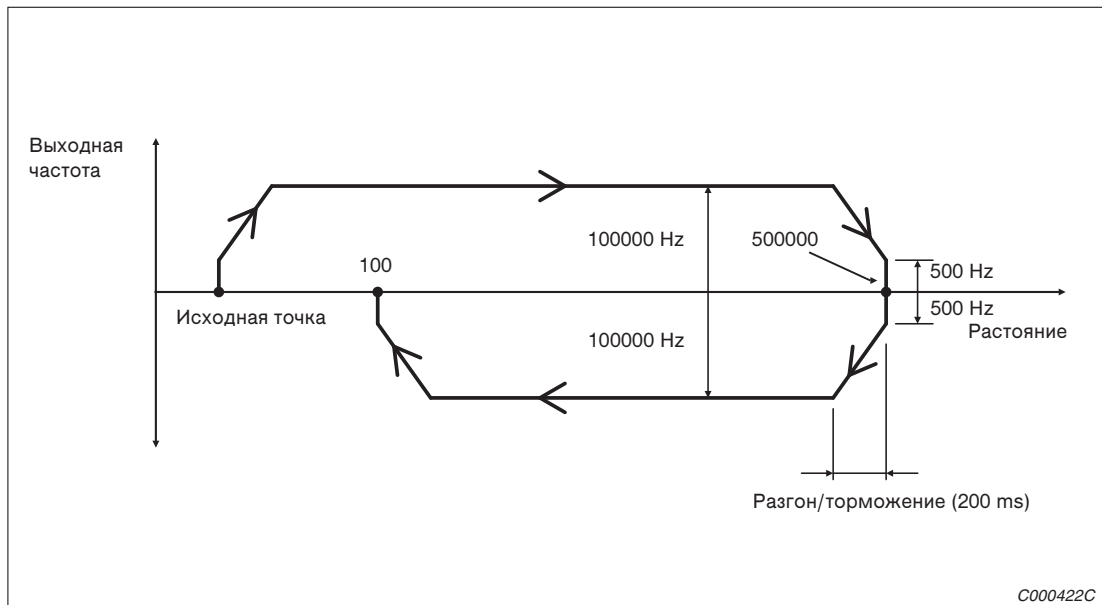 Выходная
частота
100000 Hz
500000
100
500 Hz
500 Hz
Исходная точка
Растояние
100000 Hz
Разгон/торможение (200 ms)
C000422C